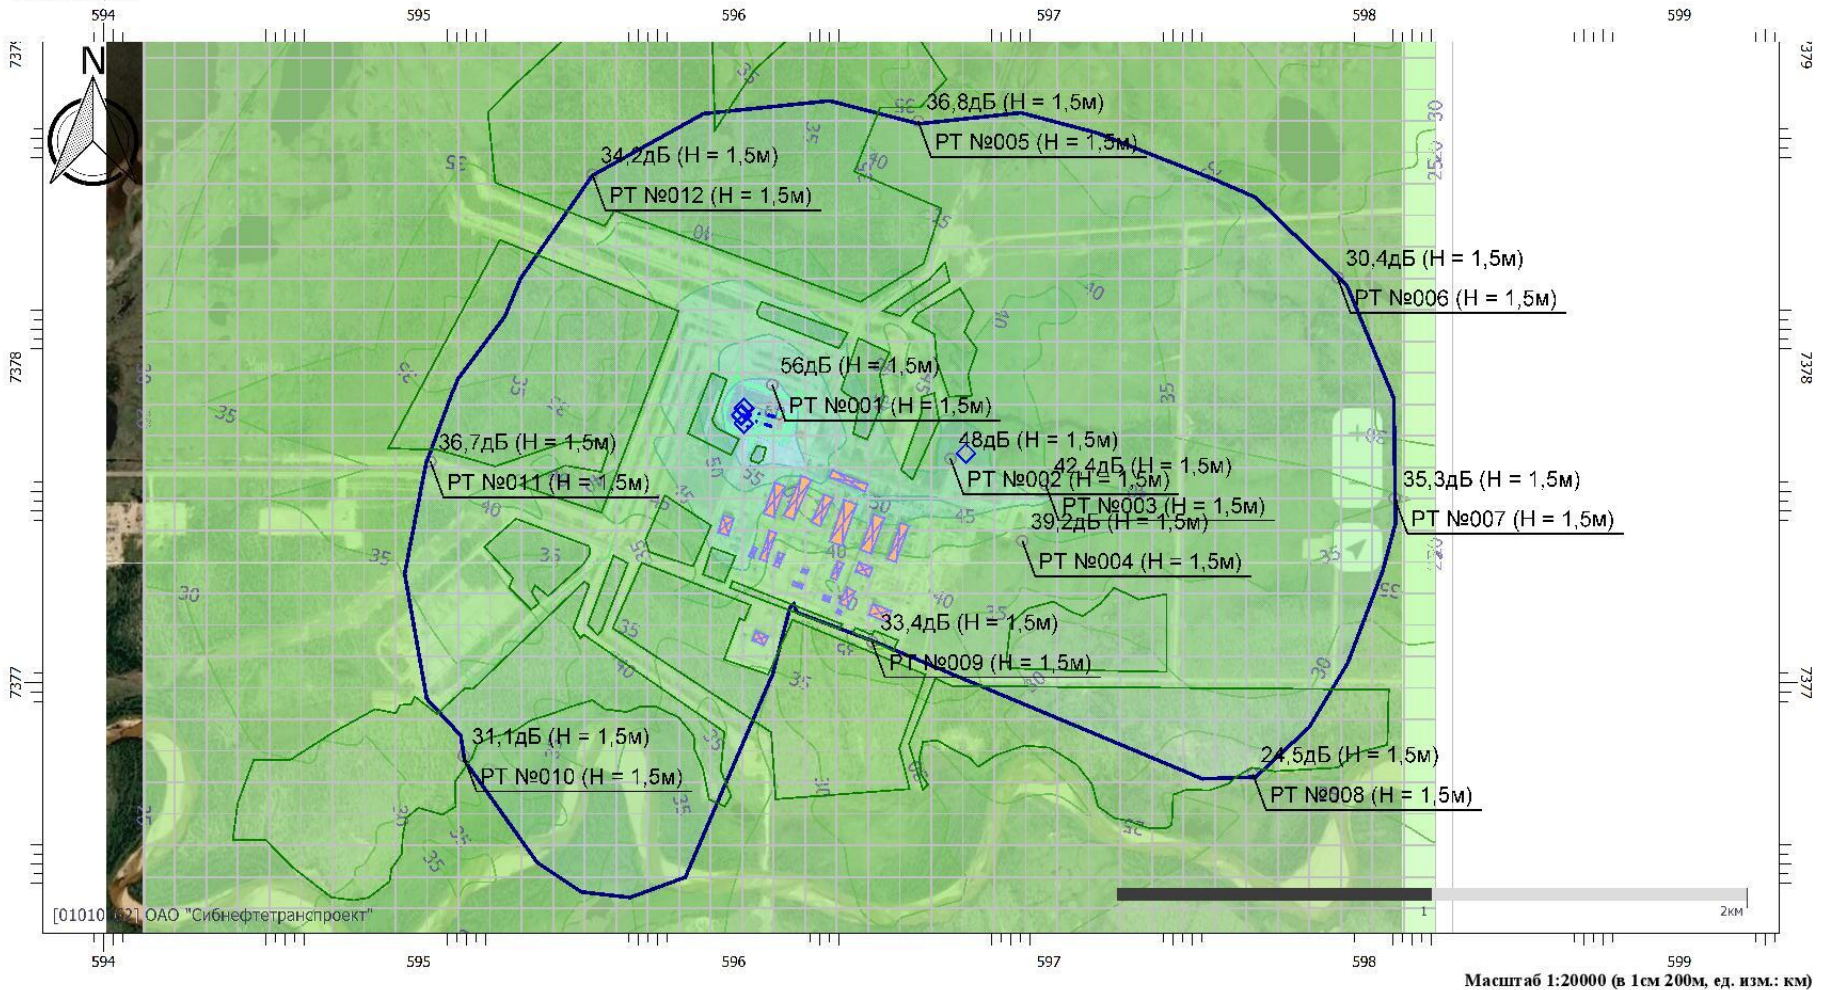 594 595 596 597 598 599
7379 7379
N
36,8дБ (H = 1,5м)
РТ №005 (H = 1,5м)
34,2дБ (H = 1,5м)
РТ №012 (H = 1,5м)
30,4дБ (H = 1,5м)
РТ №006 (H = 1,5м)
7378 7378
56дБ (H = 1,5м)
РТ №001 (H = 1,5м)
36,7дБ (H = 1,5м)
РТ №011 (H = 1,5м)
48дБ (H = 1,5м)
РТ №002 (H = 1,5м)
42,4дБ (H = 1,5м)
РТ №003 (H = 1,5м)
35,3дБ (H = 1,5м)
РТ №007 (H = 1,5м)
39,2дБ (H = 1,5м)
РТ №004 (H = 1,5м)
33,4дБ (H = 1,5м)
РТ №009 (H = 1,5м)
7377 7377
31,1дБ (H = 1,5м)
РТ №010 (H = 1,5м)
24,5дБ (H = 1,5м)
РТ №008 (H = 1,5м)
ОАО "Сибнефтетранспроект"
1 2км
594 595 596 597 598 599
Масштаб 1:20000 (в 1см 200м, ед. изм.: км)